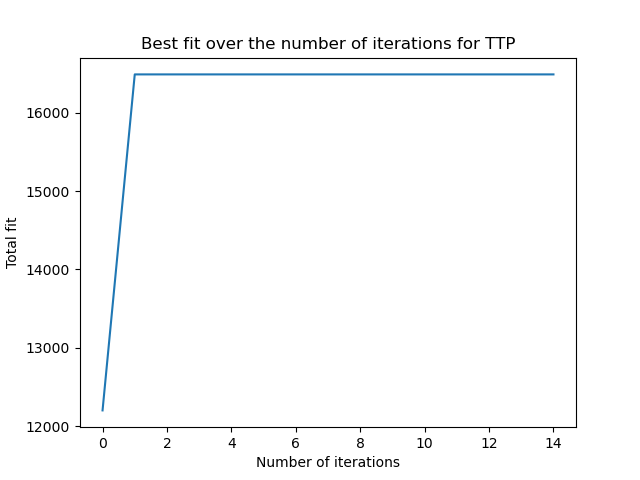 Best fit over the number of iterations for TTP
Total fit
16000
15000
14000
13000
12000
0 2 4 6 8 10 12 14
Number of iterations